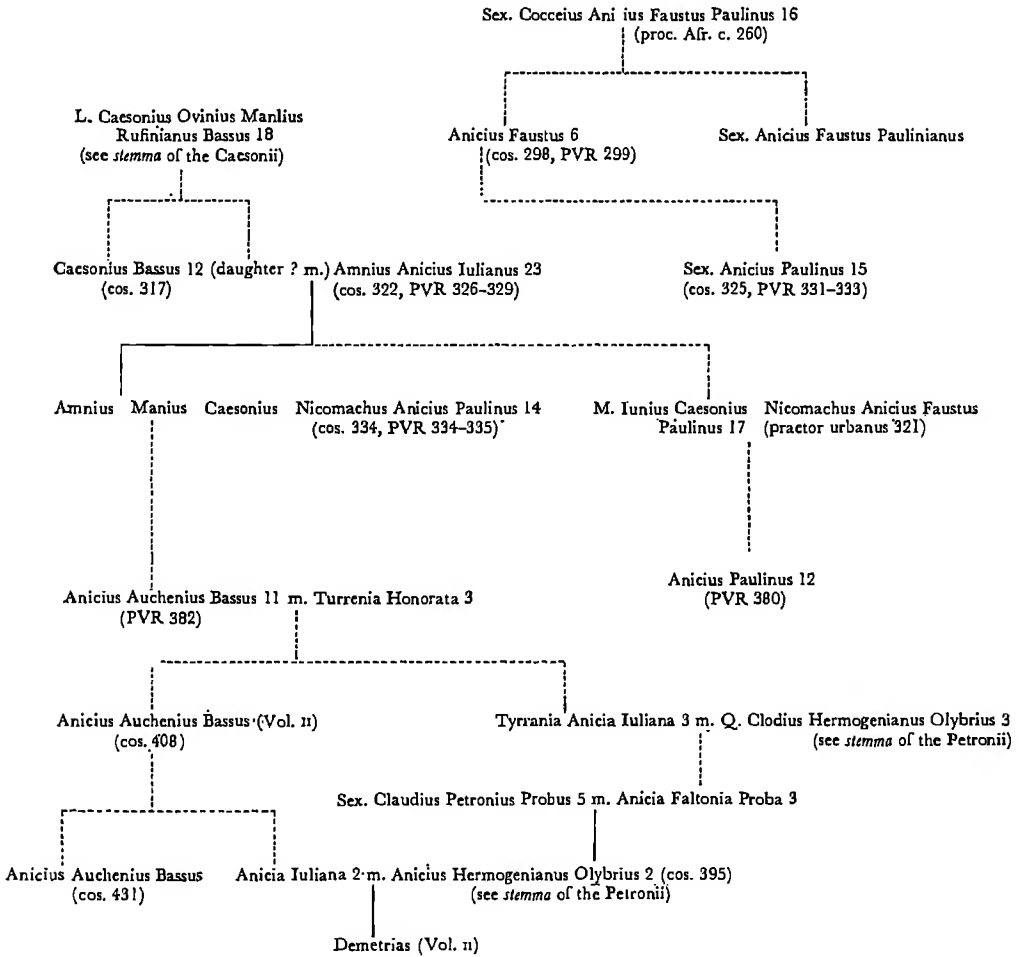 Sex. Cocceius Ani ius Faustus Paulinus 16
(proc. Afr. c. 260)
L. Caesonius Ovinius Manlius
Rufinianus Bassus 18
(see stemma of the Caesonii)
Anicius Faustus 6
(cos. 298, PVR 299)
Sex. Anicius Faustus Paulinianus
Caesonius Bassus 12 (daughter ? m.) Amnius Anicius Iulianus 23
(cos. 317)
(cos. 322, PVR 326–329)
Sex. Anicius Paulinus 15
(cos. 325, PVR 331–333)
Amnius Manius Caesonius Nicomachus Anicius Paulinus 14
(cos. 334, PVR 334–335)
M. Iunius Caesonius Nicomachus Anicius Faustus
Paulinus 17 (praetor urbanus 321)
Anicius Paulinus 12
(PVR 380)
Anicius Auchenius Bassus 11 m. Turrenia Honorata 3
(PVR 382)
Anicius Auchenius Bassus (Vol. II)
(cos. 408)
Tyrrania Anicia Iuliana 3 m. Q. Clodius Hermogenianus Olybrius 3
(see stemma of the Petronii)
Sex. Claudius Petronius Probus 5 m. Anicia Faltonia Proba 3
Anicius Auchenius Bassus
(cos. 431)
Anicia Iuliana 2 m. Anicius Hermogenianus Olybrius 2 (cos. 395)
(see stemma of the Petronii)
Demetrias (Vol. II)